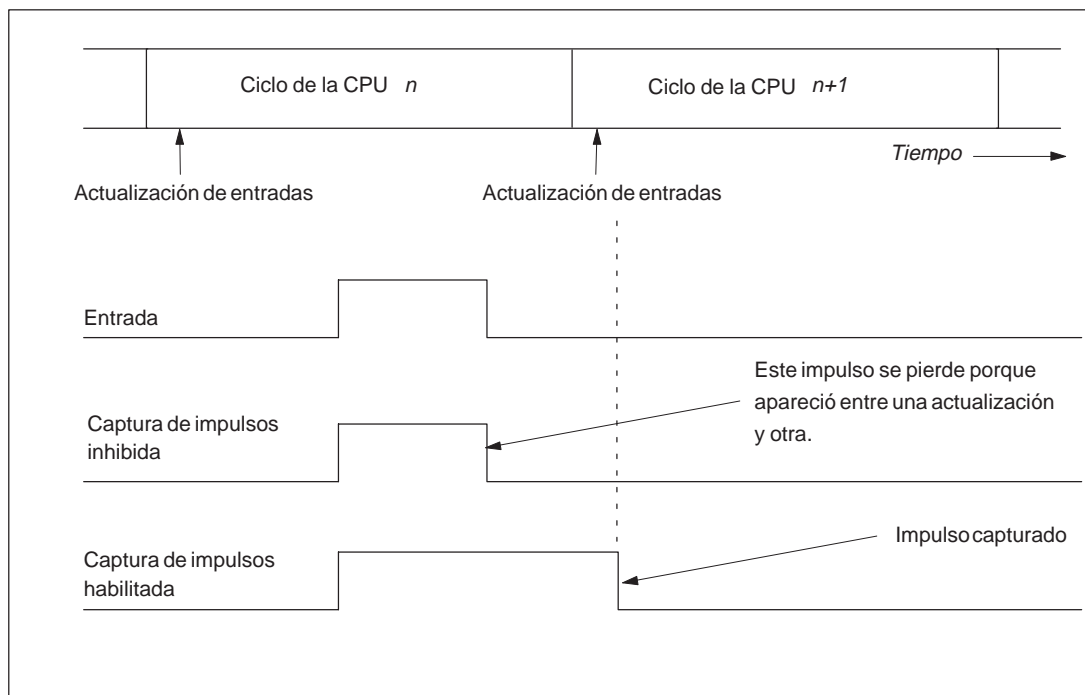 Ciclo de la CPU n
Ciclo de la CPU n+1
Tiempo
Actualización de entradas
Actualización de entradas
Entrada
Este impulso se pierde porque
apareció entre una actualización
y otra.
Captura de impulsos
inhibida
Impulso capturado
Captura de impulsos
habilitada